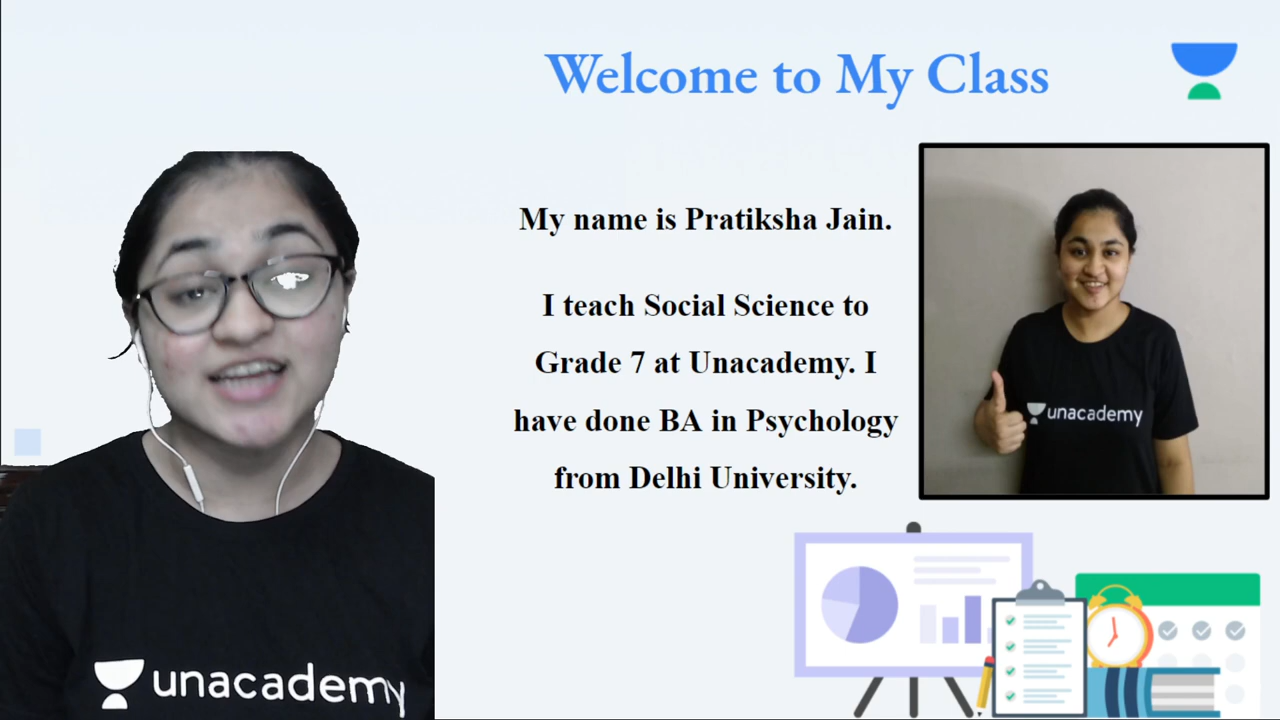 Welcome to My Class
My name is Pratiksha Jain.
I teach Social Science to
Grade 7 at Unacademy. I
have done BA in Psychology
from Delhi University.
unacademy
unacademy